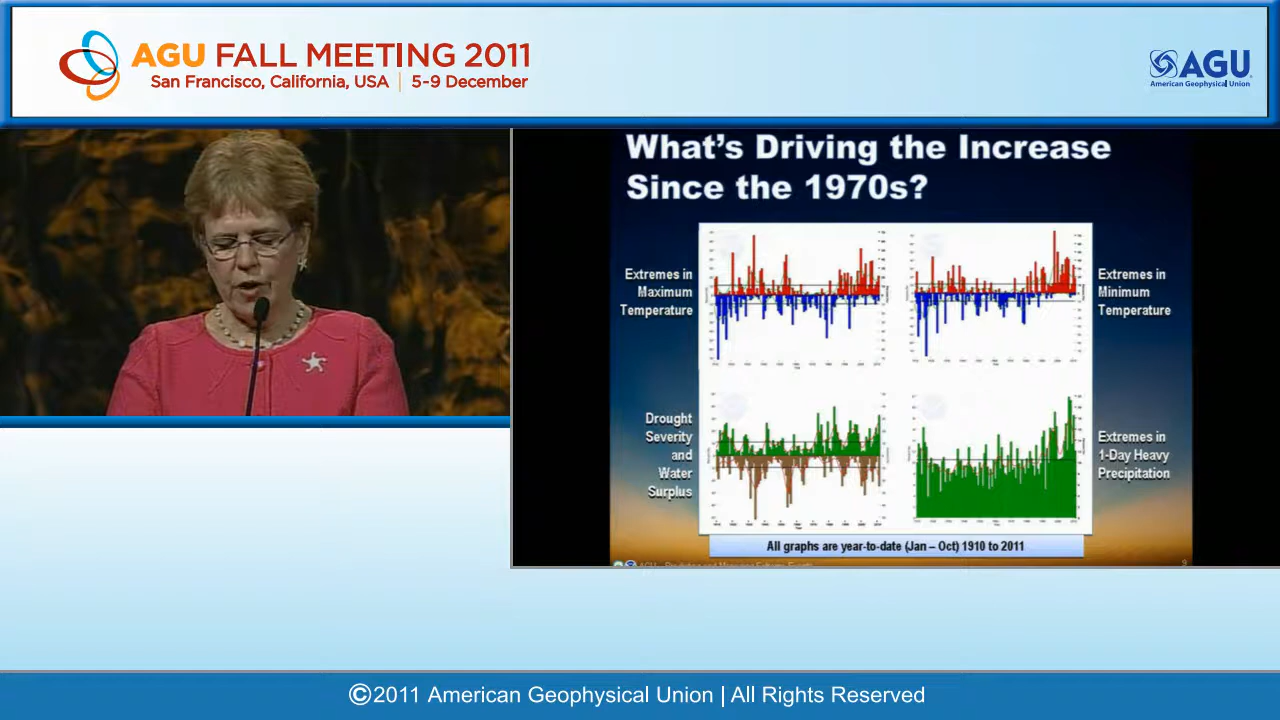 AGU FALL MEETING 2011
San Francisco, California, USA | 5-9 December
AGU
American Geophysical Union
What's Driving the Increase
Since the 1970s?
Extremes in
Maximum
Temperature
Extremes in
Minimum
Temperature
Drought
Severity
and
Water
Surplus
Extremes in
1-Day Heavy
Precipitation
All graphs are year-to-date (Jan – Oct) 1910 to 2011
©2011 American Geophysical Union | All Rights Reserved